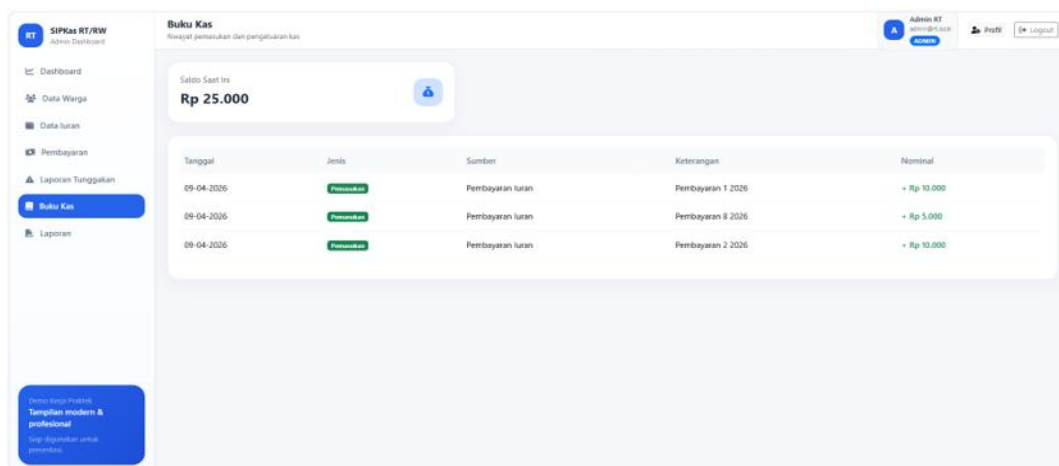 RT
SIPKas RT/RW
Admin Dashboard
Dashboard
Data Warga
Data Iuran
Pembayaran
Laporan Tunggakan
Buku Kas
Laporan
Demo Kerja Praktek
Tampilan modern &
profesional
Siap digunakan untuk
presentasi.
Buku Kas
Riwayat pemasukan dan pengeluaran kas
A
Admin RT
ADMIN
Profil
Logout
Saldo Saat Ini
Rp 25.000
Tanggal Jenis Sumber Keterangan Nominal
09-04-2026 Pemasukan Pembayaran Iuran Pembayaran 1 2026 + Rp 10.000
09-04-2026 Pemasukan Pembayaran Iuran Pembayaran 8 2026 + Rp 5.000
09-04-2026 Pemasukan Pembayaran Iuran Pembayaran 2 2026 + Rp 10.000